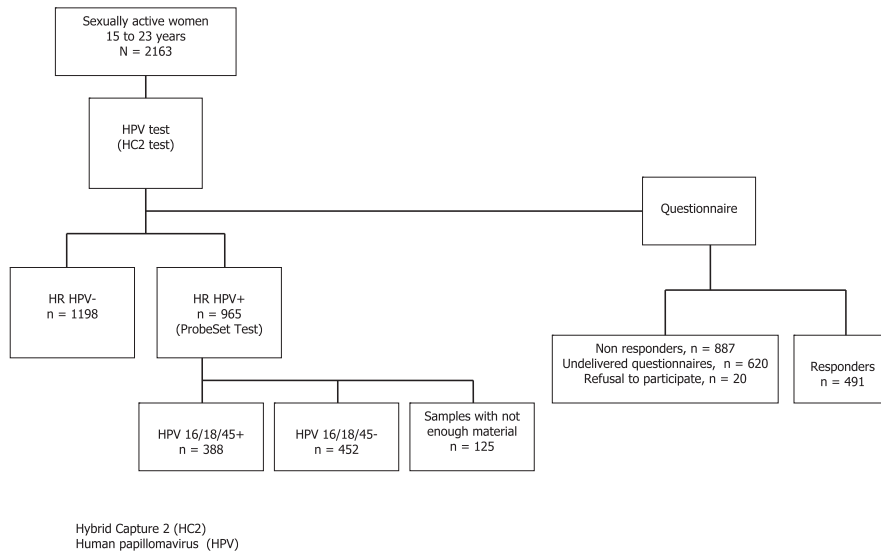 Sexually active women
15 to 23 years
N = 2163
HPV test
(HC2 test)
Questionnaire
HR HPV-
n = 1198
HR HPV+
n = 965
(ProbeSet Test)
Non responders, n = 887
Undelivered questionnaires, n = 620
Refusal to participate, n = 20
Responders
n = 491
HPV 16/18/45+
n = 388
HPV 16/18/45-
n = 452
Samples with not
enough material
n = 125
Hybrid Capture 2 (HC2)
Human papillomavirus (HPV)